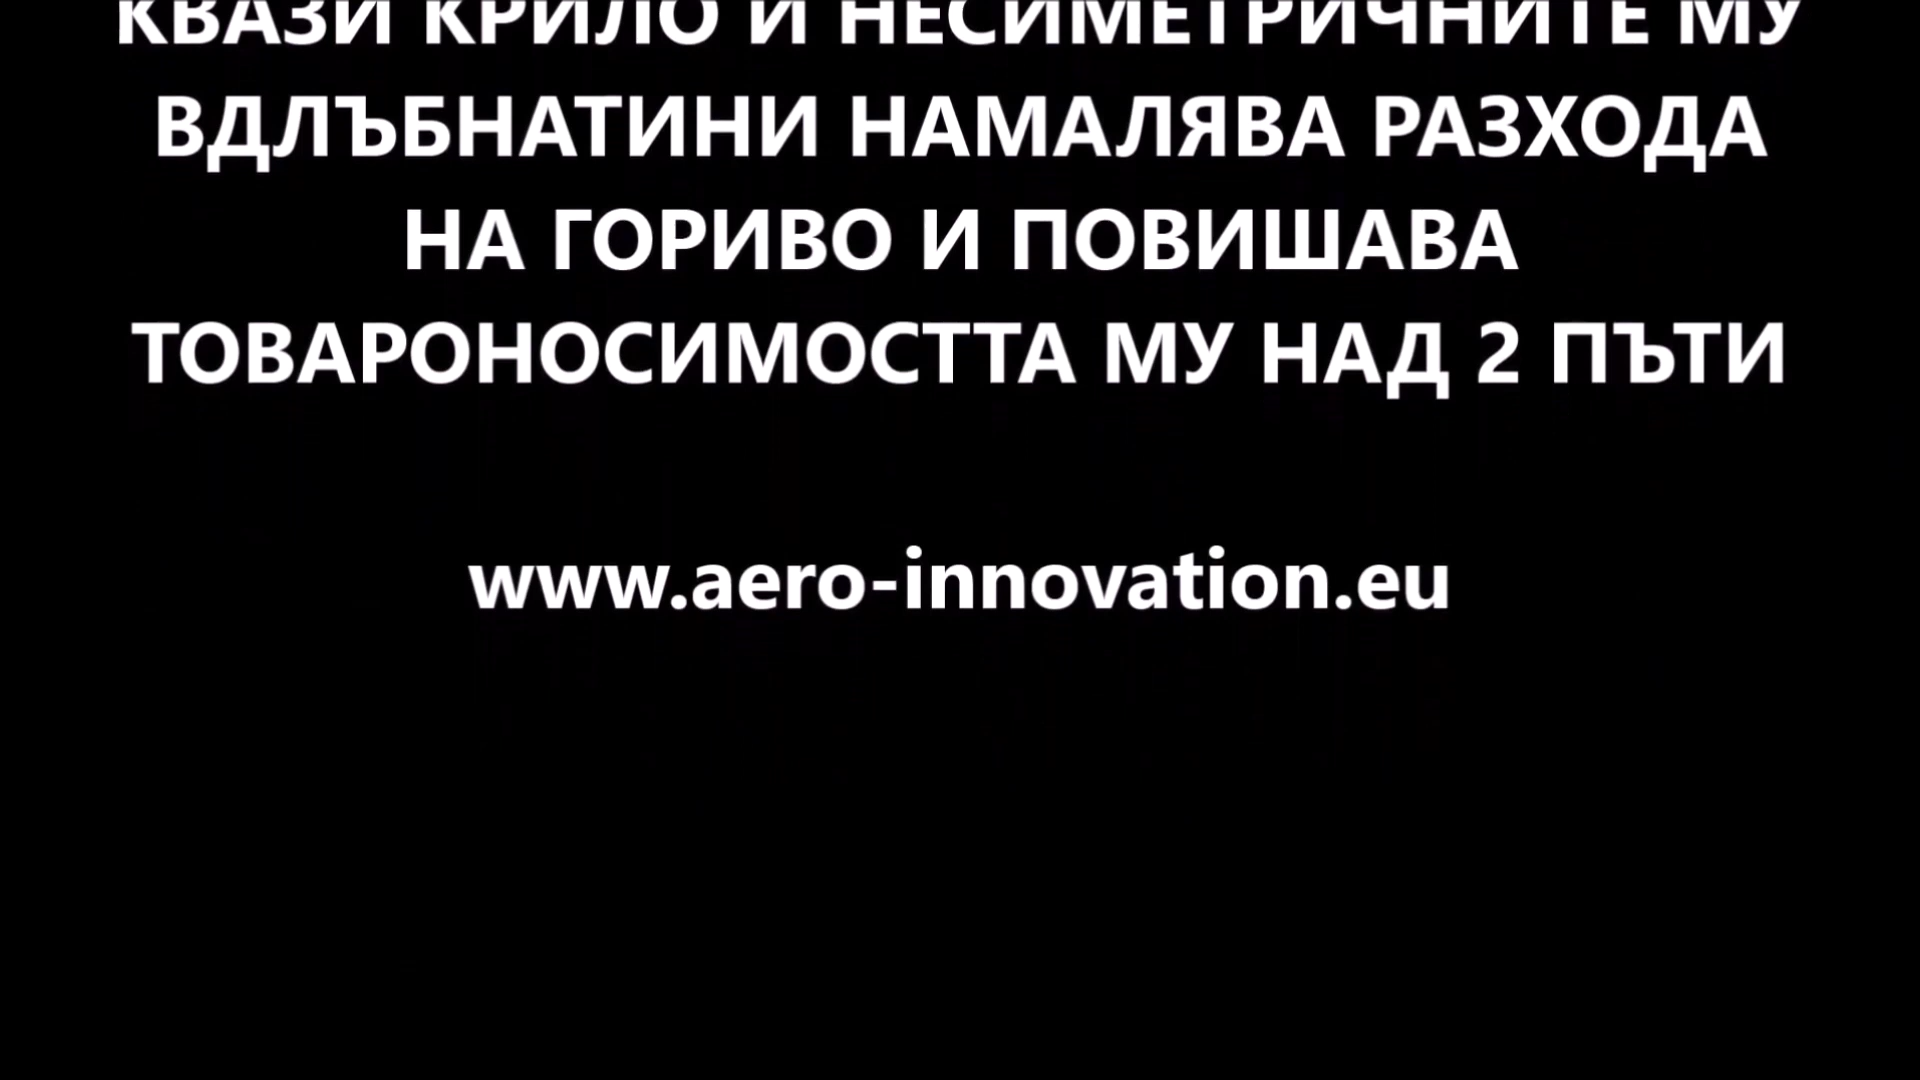 КВАЗИ КРИЛО И НЕСИМЕТРИЧНИТЕ МУ
ВДЛЪБНАТИНИ НАМАЛЯВА РАЗХОДА
НА ГОРИВО И ПОВИШАВА
ТОВАРОНОСИМОСТТА МУ НАД 2 ПЪТИ
www.aero-innovation.eu